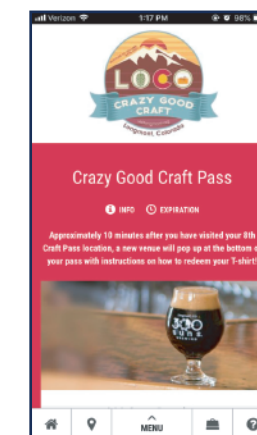 Verizon 1:17 PM 98%
LOCO
CRAZY GOOD
CRAFT
Longmont, Colorado
Crazy Good Craft Pass
INFO EXPIRATION
Approximately 10 minutes after you have visited your 8th
Craft Pass location, a new venue will pop up at the bottom o
your pass with instructions on how to redeem your T-shirt!
300
SUNS
BREWING
MENU